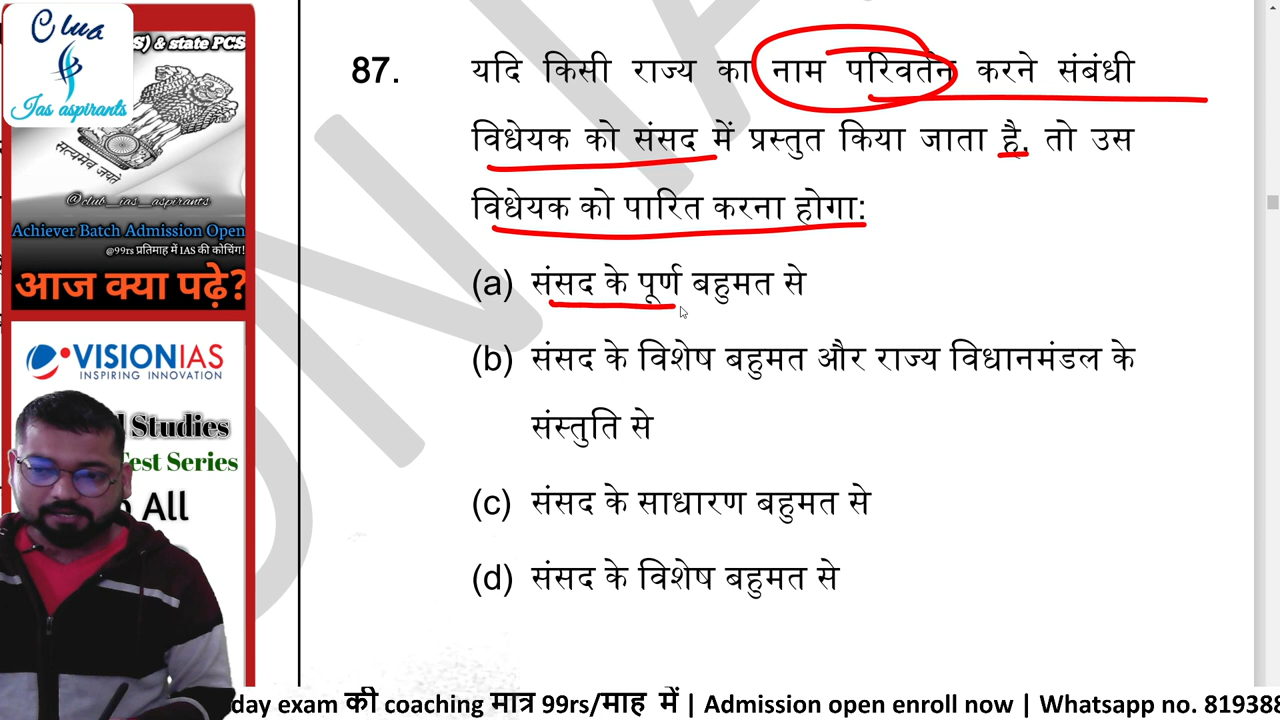 Clua
Ias aspirants
S) & state PCS
सत्यमेव जयते
@club_ias_aspirants
Achiever Batch Admission Open
@99rs प्रतिमाह में IAS की कोचिंग!
आज क्या पढ़े?
VISIONIAS
INSPIRING INNOVATION
l Studies
Test Series
All
87. यदि किसी राज्य का नाम परिवर्तन करने संबंधी
विधेयक को संसद में प्रस्तुत किया जाता है, तो उस
विधेयक को पारित करना होगा:
(a) संसद के पूर्ण बहुमत से
(b) संसद के विशेष बहुमत और राज्य विधानमंडल के
संस्तुति से
(c) संसद के साधारण बहुमत से
(d) संसद के विशेष बहुमत से
day exam की coaching मात्र 99rs/माह में | Admission open enroll now | Whatsapp no. 819388